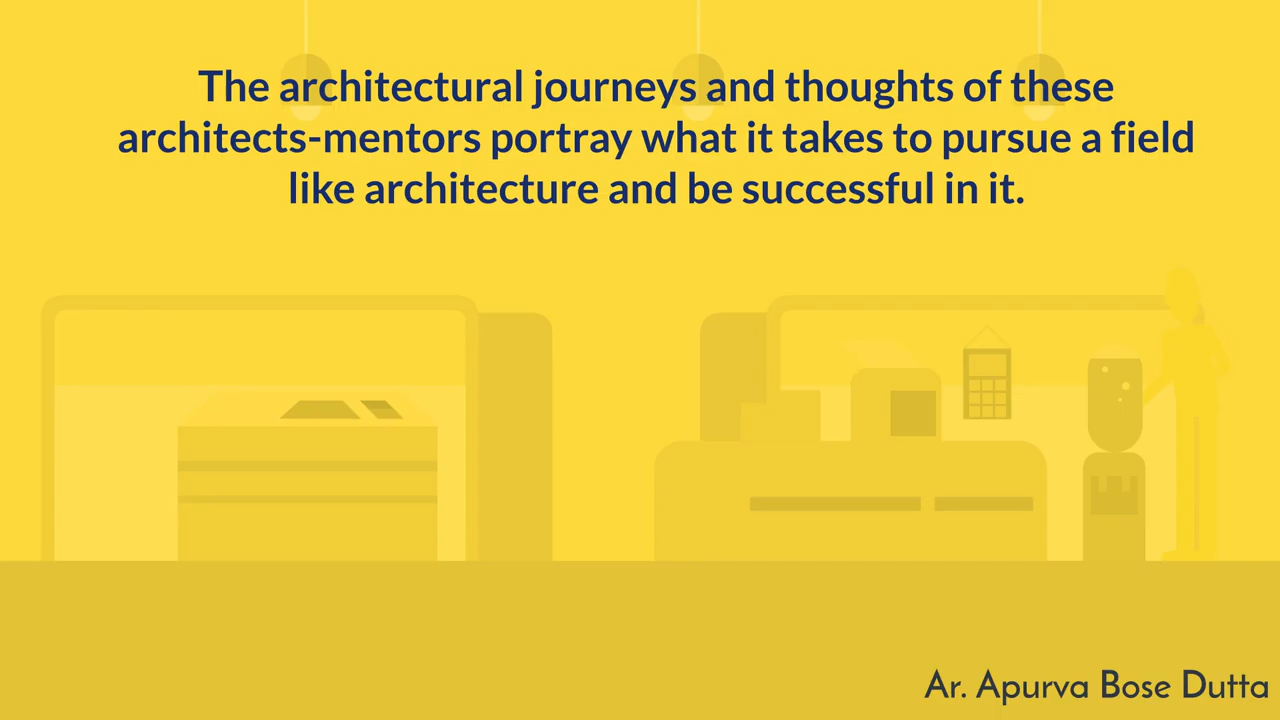 The architectural journeys and thoughts of these
architects-mentors portray what it takes to pursue a field
like architecture and be successful in it.
Ar. Apurva Bose Dutta